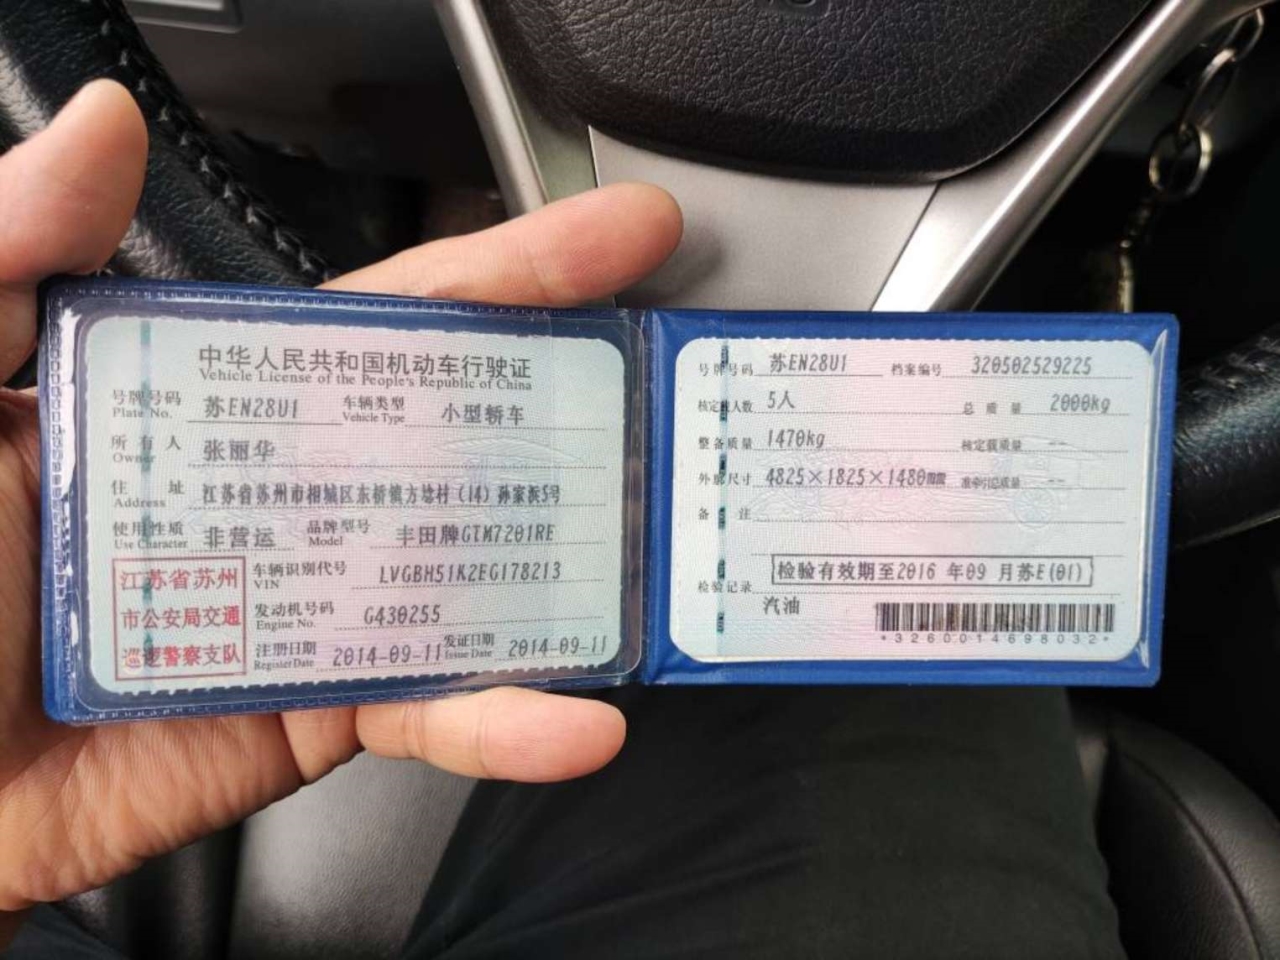 中华人民共和国机动车行驶证
Vehicle License of the People's Republic of China
号牌号码 苏EN28U1 车辆类型 小型轿车
Plate No. Vehicle Type
所有人 张丽华
Owner
住址 江苏省苏州市相城区东桥镇方埝村(14)孙家浜5号
Address
使用性质 非营运 品牌型号 丰田牌GTM7201RE
Use Character Model
江苏省苏州
市公安局交通
巡逻警察支队
车辆识别代号 LVGBH51K2EG178213
VIN
发动机号码 G430255
Engine No.
注册日期 2014-09-11 发证日期 2014-09-11
Register Date Issue Date
号牌号码 苏EN28U1 档案编号 320502529225
核定载人数 5人 总质量 2000kg
整备质量 1470kg 核定载质量 --
外廓尺寸 4825×1825×1480mm 准牵引总质量 --
备注
检验记录 检验有效期至2016年09月苏E(01)
汽油
*3260014698032*